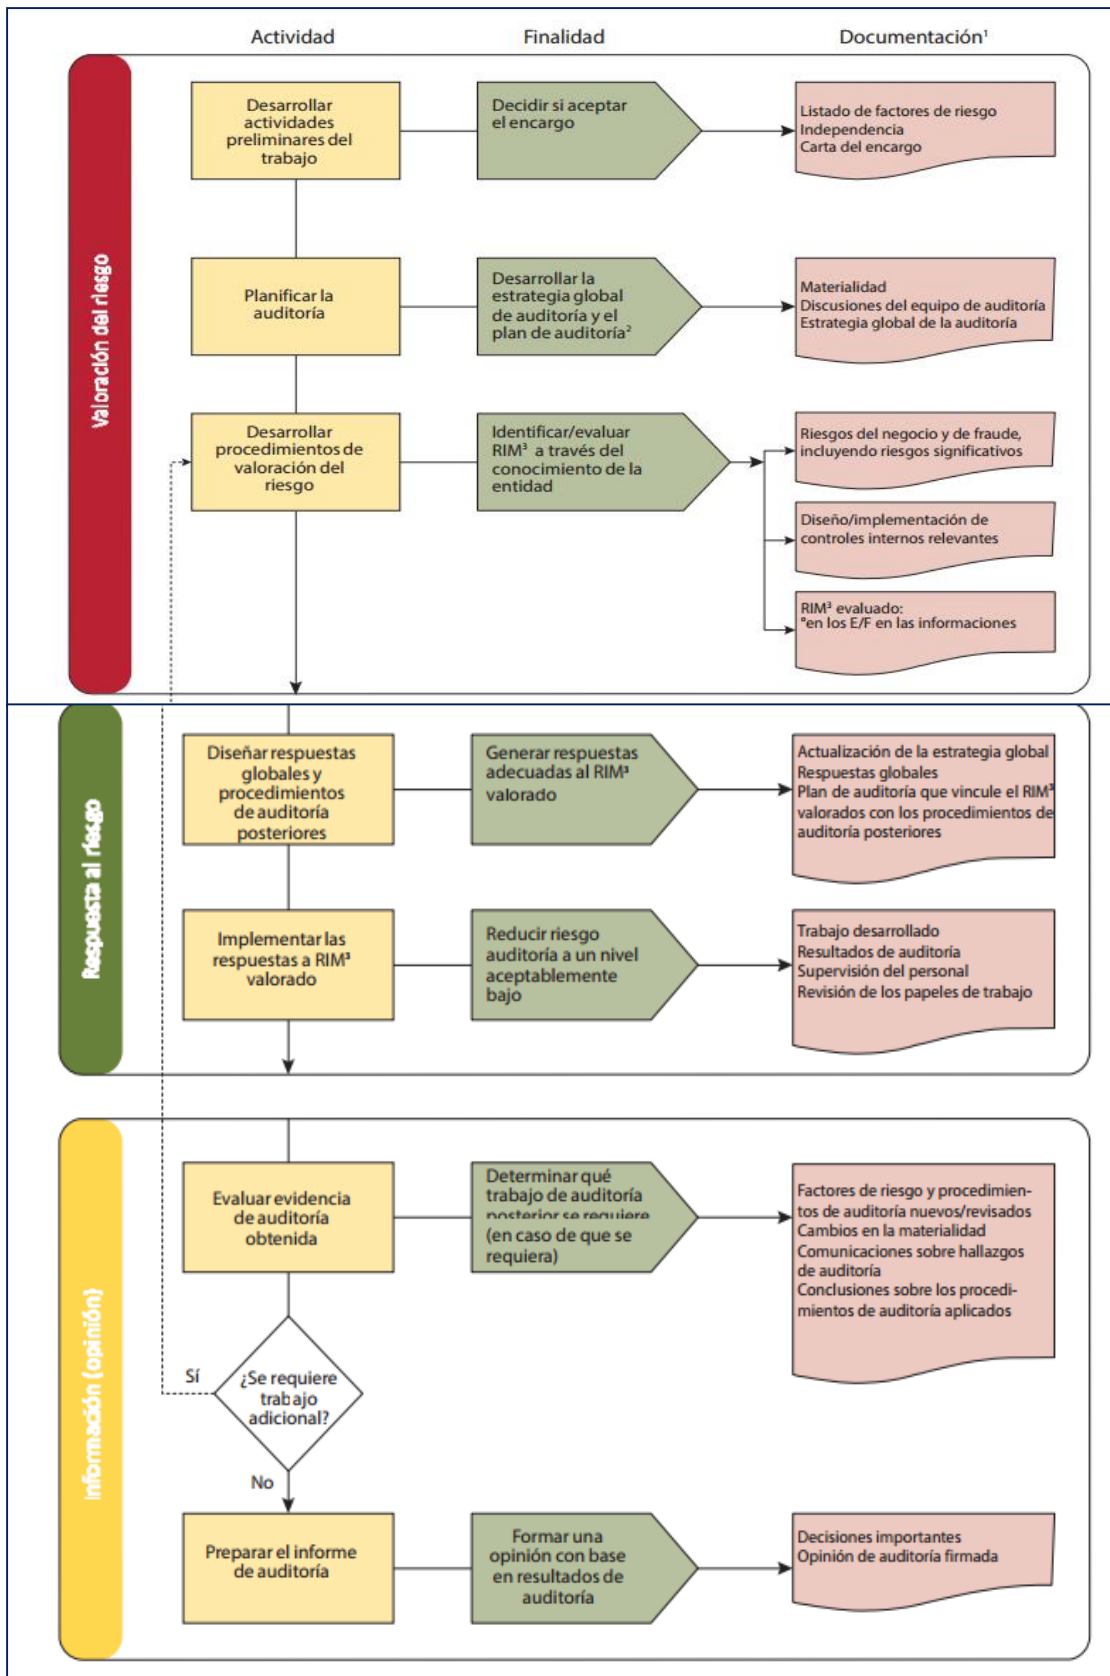 Actividad
Finalidad
Documentación¹
Valoración del riesgo
Desarrollar
actividades
preliminares del
trabajo
Decidir si aceptar
el encargo
Listado de factores de riesgo
Independencia
Carta del encargo
Planificar la
auditoría
Desarrollar la
estrategia global
de auditoría y el
plan de auditoría²
Materialidad
Discusiones del equipo de auditoría
Estrategia global de la auditoría
Desarrollar
procedimientos de
valoración del
riesgo
Identificar/evaluar
RIM³ a través del
conocimiento de la
entidad
Riesgos del negocio y de fraude,
incluyendo riesgos significativos
Diseño/implementación de
controles internos relevantes
RIM³ evaluado:
°en los E/F en las informaciones
Respuesta al riesgo
Diseñar respuestas
globales y
procedimientos
de auditoría
posteriores
Generar respuestas
adecuadas al RIM³
valorado
Actualización de la estrategia global
Respuestas globales
Plan de auditoría que vincule el RIM³
valorados con los procedimientos de
auditoría posteriores
Implementar las
respuestas a RIM³
valorado
Reducir riesgo
auditoría a un nivel
aceptablemente
bajo
Trabajo desarrollado
Resultados de auditoría
Supervisión del personal
Revisión de los papeles de trabajo
Información (opinión)
Evaluar evidencia
de auditoría
obtenida
Determinar qué
trabajo de auditoría
posterior se requiere
(en caso de que se
requiera)
Factores de riesgo y procedimien-
tos de auditoría nuevos/revisados
Cambios en la materialidad
Comunicaciones sobre hallazgos
de auditoría
Conclusiones sobre los procedi-
mientos de auditoría aplicados
Sí
¿Se requiere
trabajo
adicional?
No
Preparar el informe
de auditoría
Formar una
opinión con base
en resultados de
auditoría
Decisiones importantes
Opinión de auditoría firmada